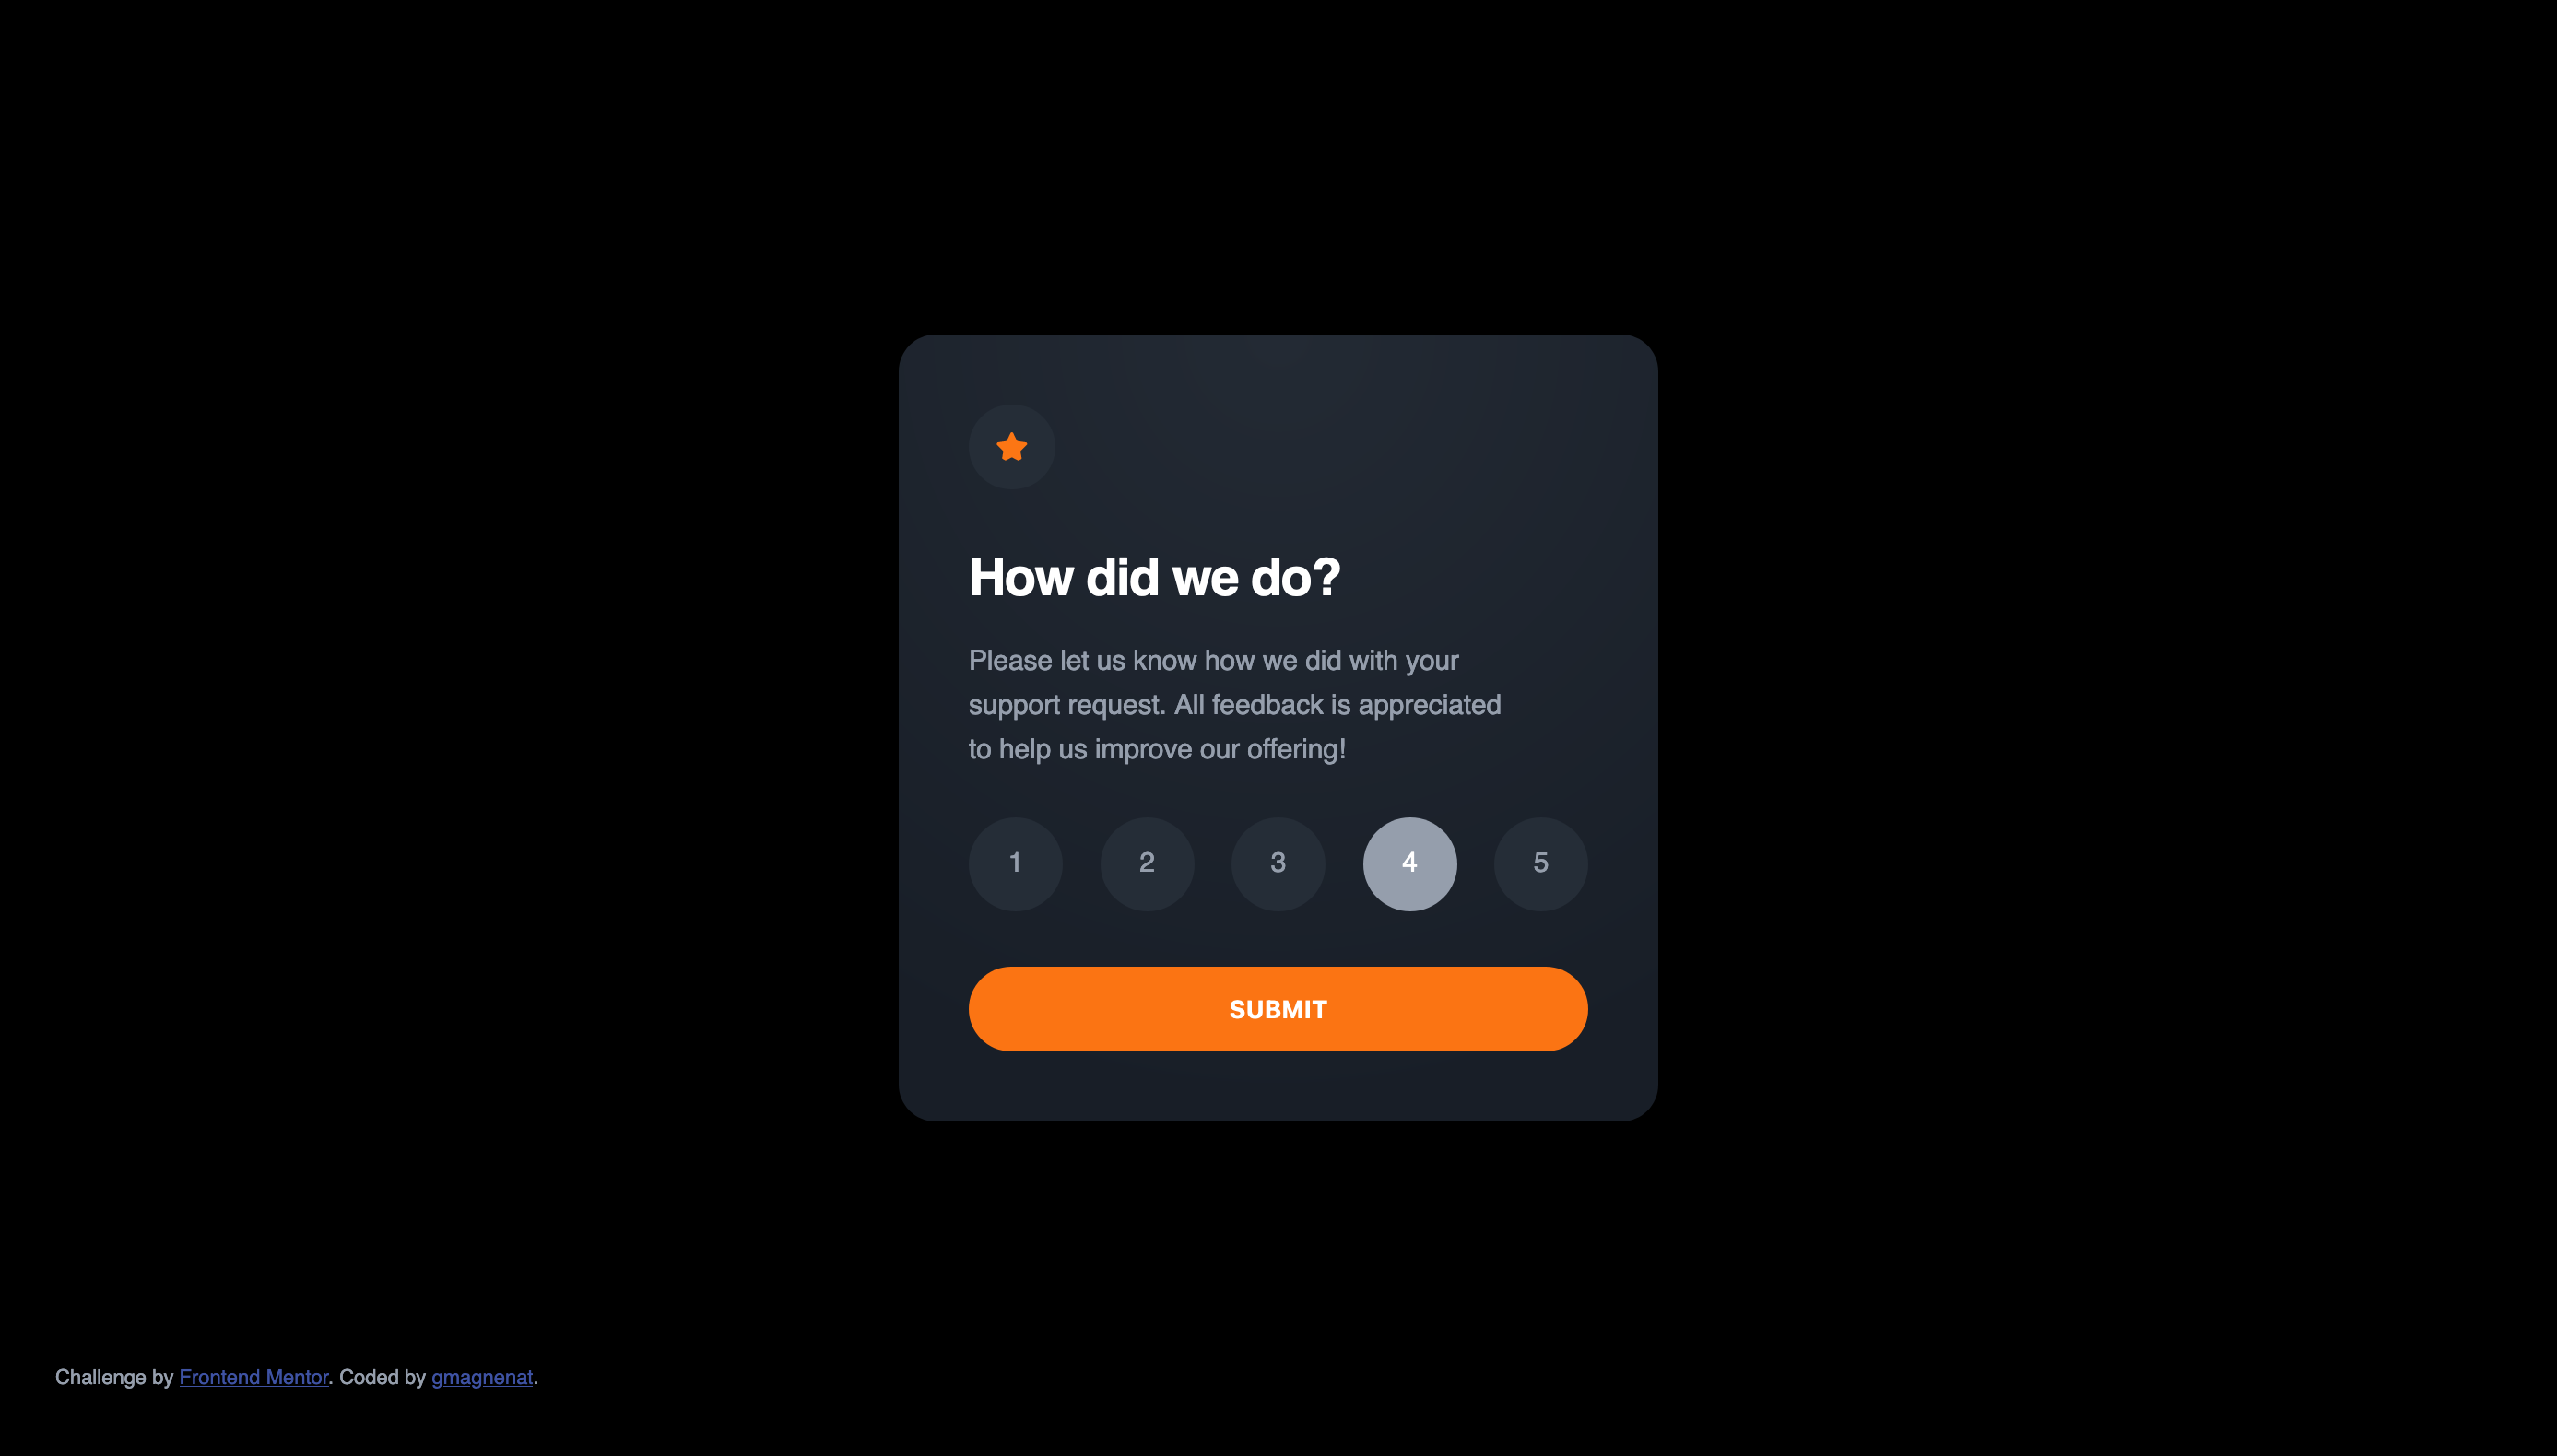 How did we do?
Please let us know how we did with your
support request. All feedback is appreciated
to help us improve our offering!
1 2 3 4 5
SUBMIT
Challenge by Frontend Mentor. Coded by gmagnenat.